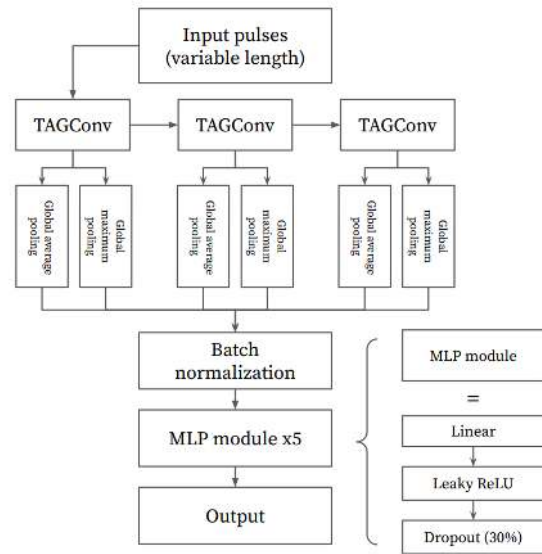 Input pulses
(variable length)
TAGConv
TAGConv
TAGConv
Global average
pooling
Global
maximum
pooling
Global average
pooling
Global
maximum
pooling
Global average
pooling
Global
maximum
pooling
Batch
normalization
MLP module x5
Output
MLP module
=
Linear
Leaky ReLU
Dropout (30%)